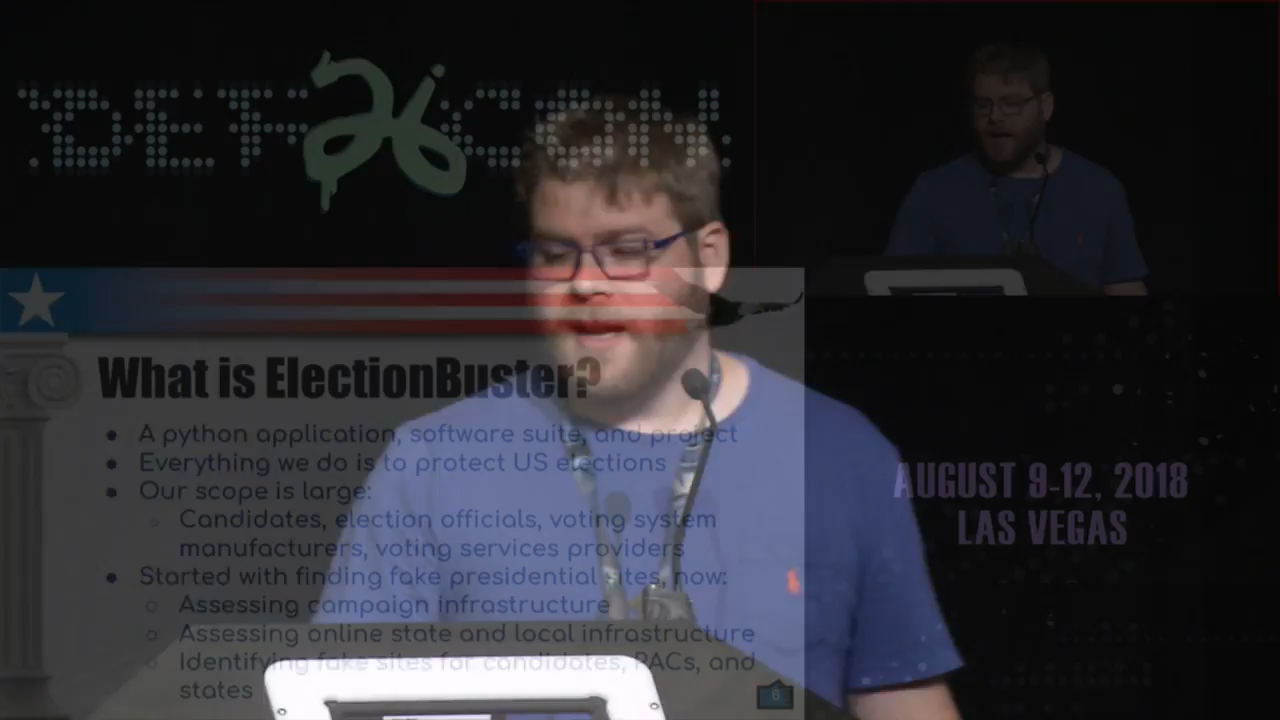 DEF 26 CON
What is ElectionBuster?
• A python application, software suite, and project
• Everything we do is to protect US elections
• Our scope is large:
○ Candidates, election officials, voting system
manufacturers, voting services providers
• Started with finding fake presidential sites, now:
○ Assessing campaign infrastructure
○ Assessing online state and local infrastructure
○ Identifying fake sites for candidates, PACs, and
states
6
AUGUST 9-12, 2018
LAS VEGAS